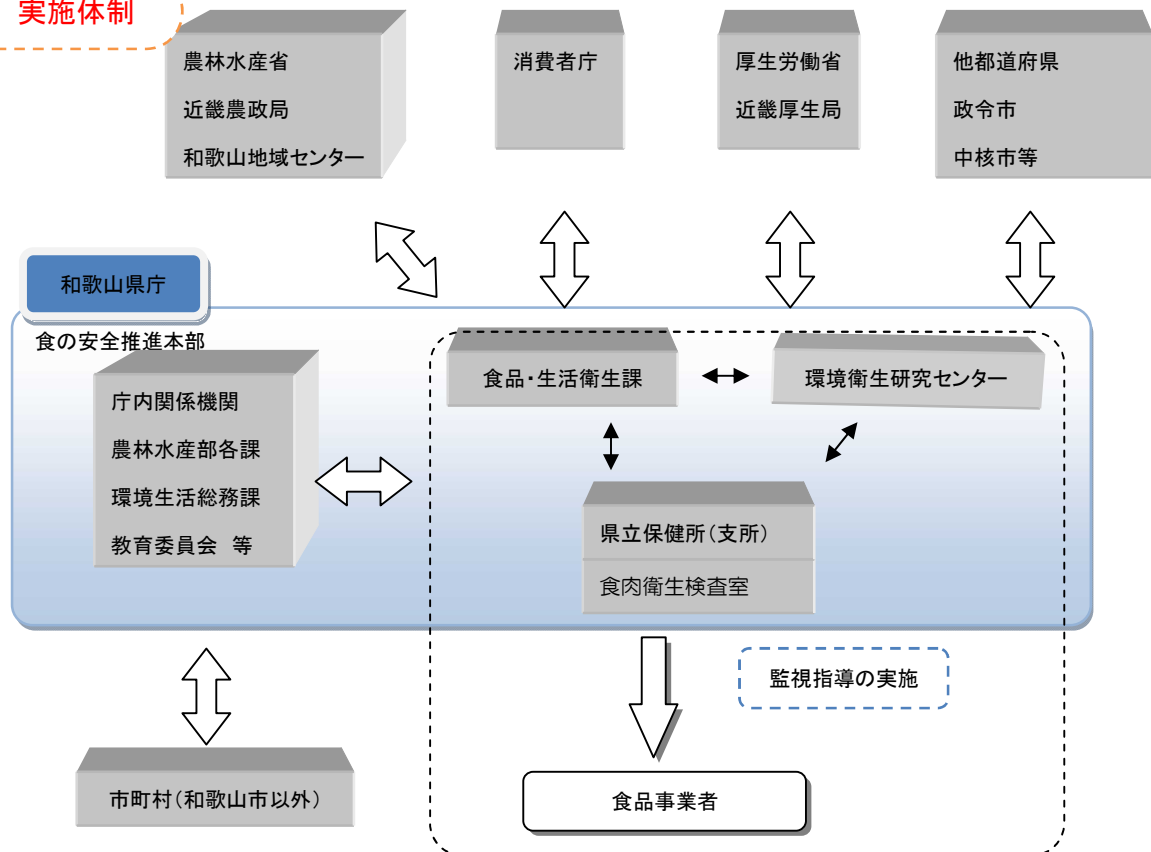 実施体制
農林水産省
近畿農政局
和歌山地域センター
消費者庁
厚生労働省
近畿厚生局
他都道府県
政令市
中核市等
和歌山県庁
食の安全推進本部
庁内関係機関
農林水産部各課
環境生活総務課
教育委員会 等
食品・生活衛生課
環境衛生研究センター
県立保健所(支所)
食肉衛生検査室
監視指導の実施
市町村(和歌山市以外)
食品事業者